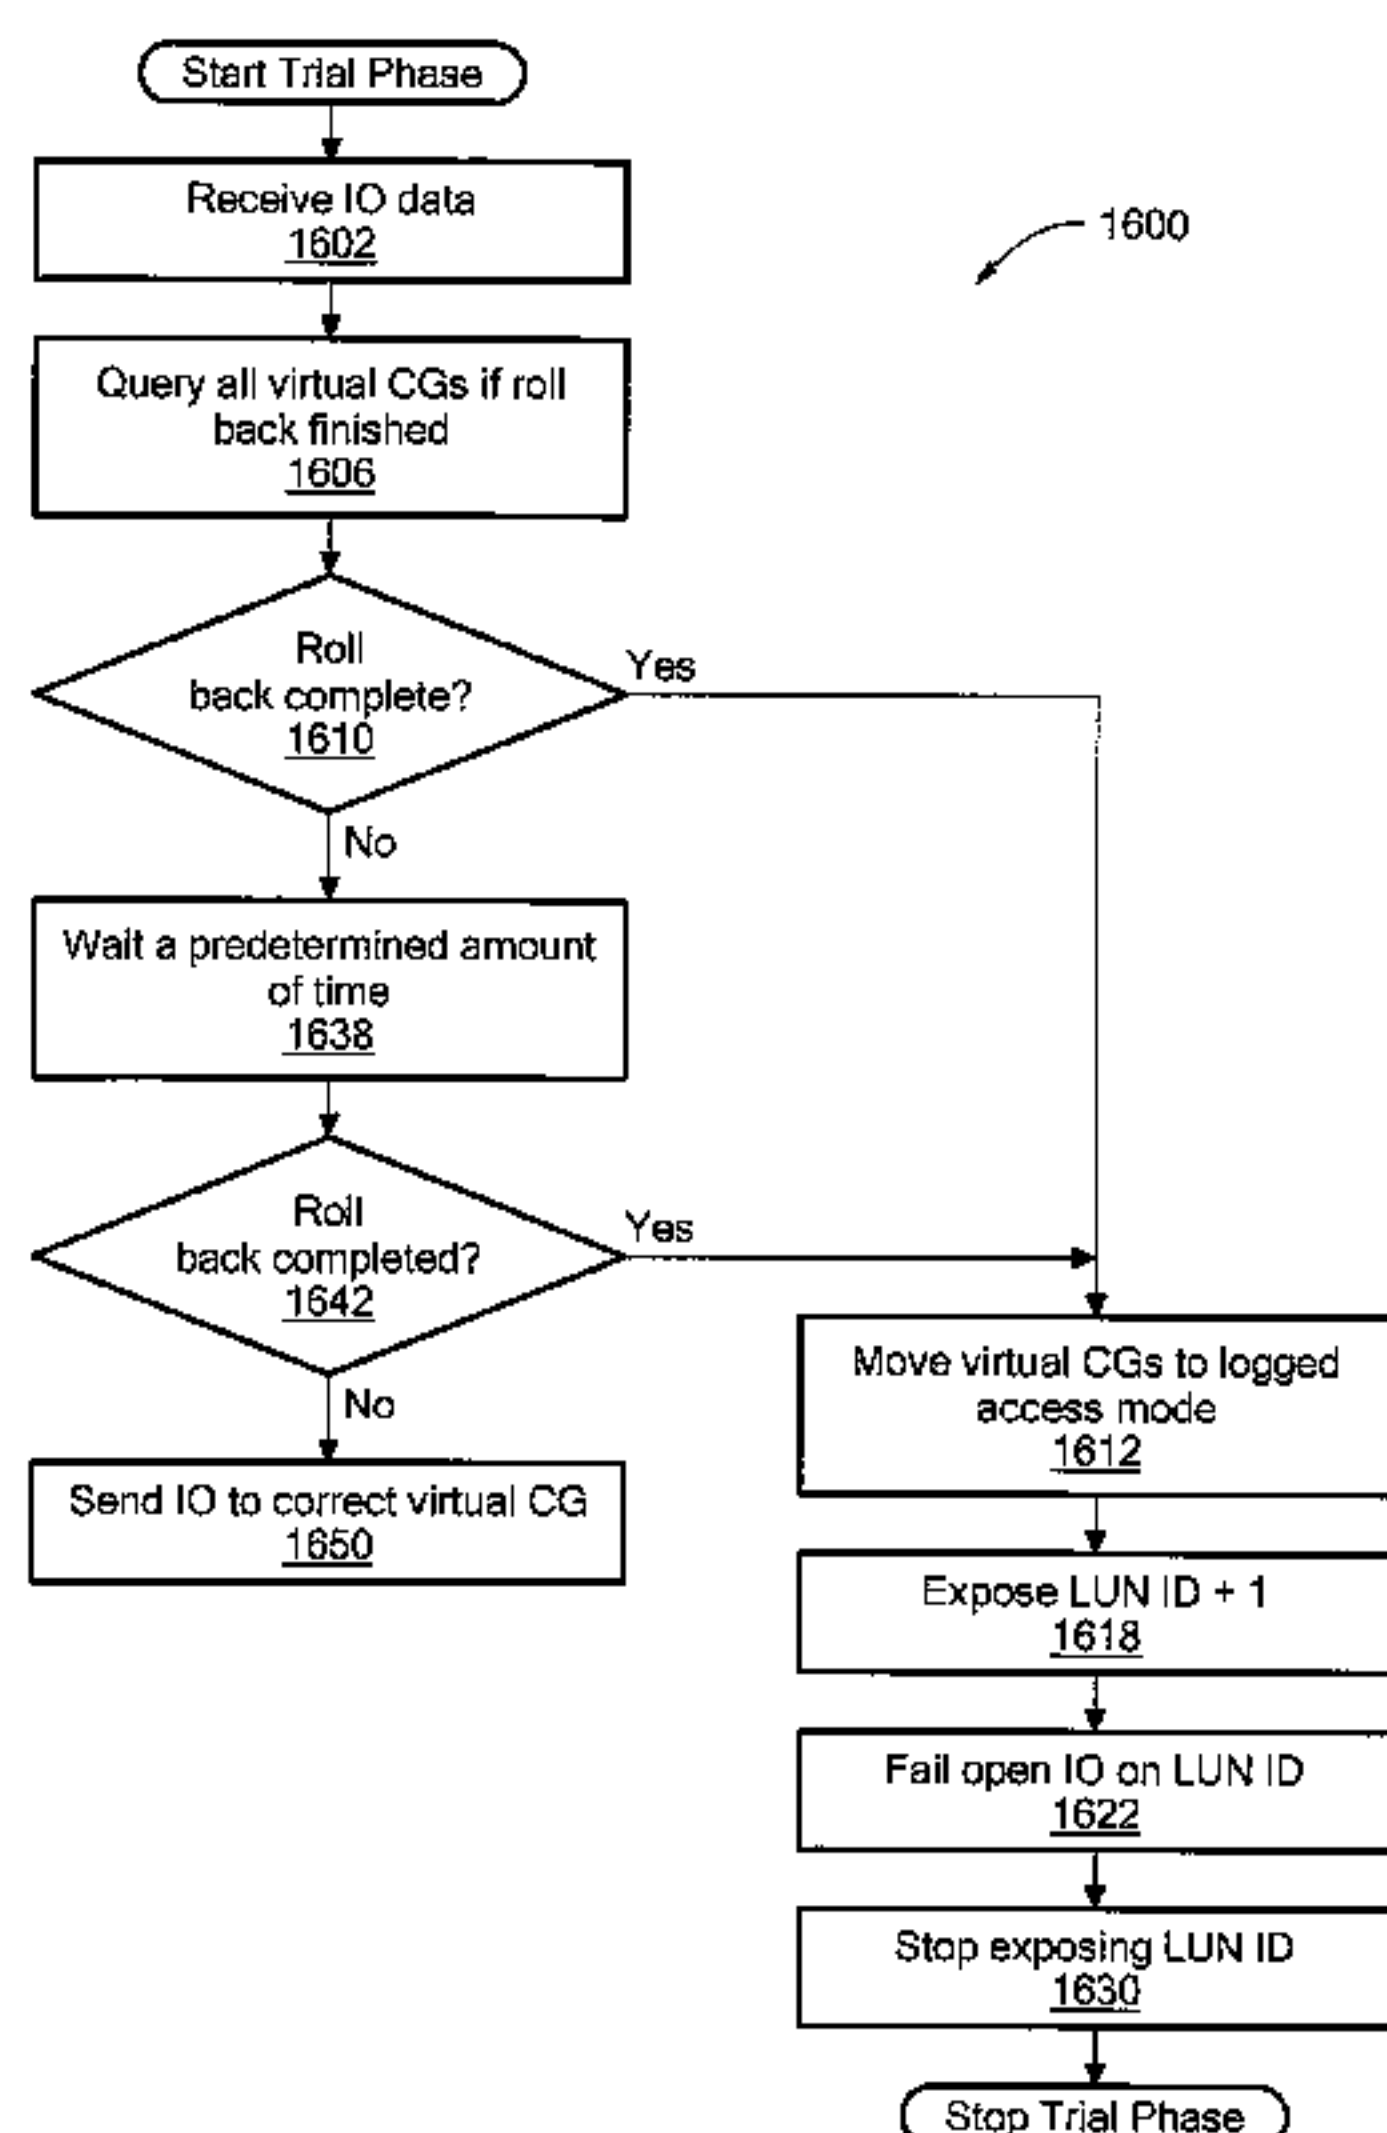 Start Trial Phase
Receive IO data
1602
1600
Query all virtual CGs if roll
back finished
1606
Roll
back complete?
1610
Yes
No
Wait a predetermined amount
of time
1638
Roll
back completed?
1642
Yes
No
Send IO to correct virtual CG
1650
Move virtual CGs to logged
access mode
1612
Expose LUN ID + 1
1618
Fail open IO on LUN ID
1622
Stop exposing LUN ID
1630
Stop Trial Phase